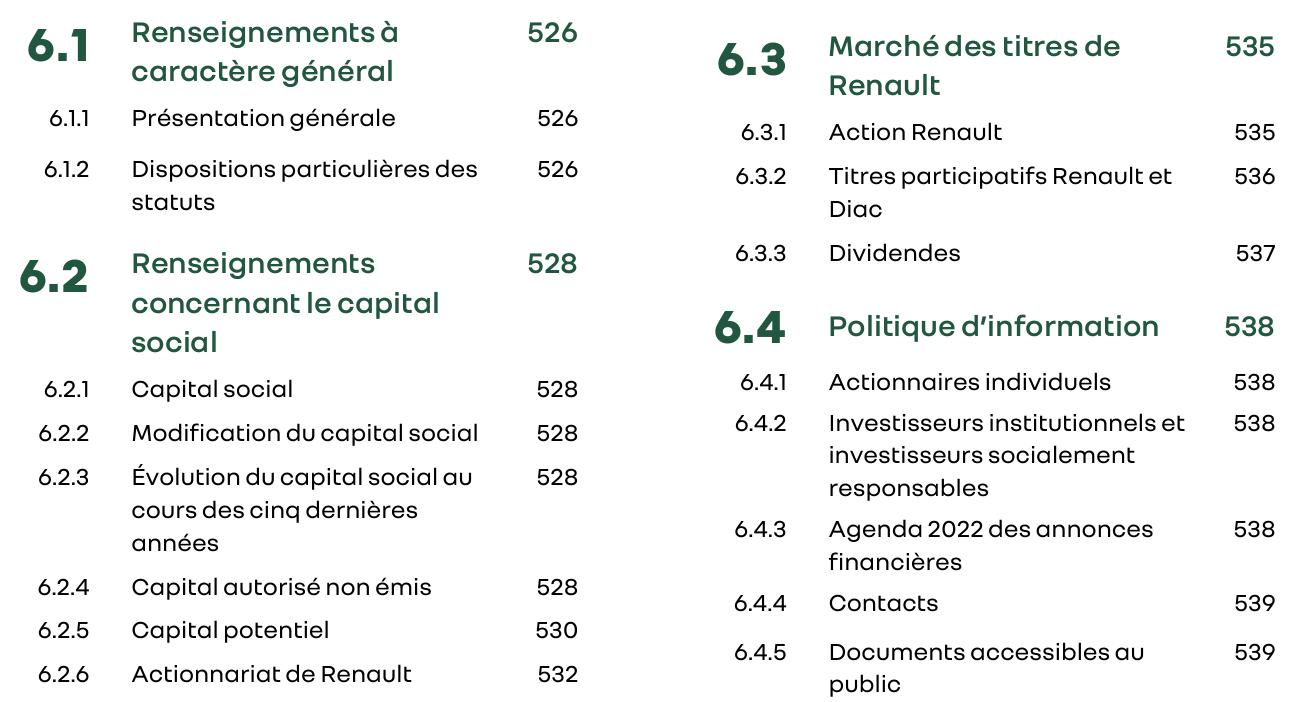 6.1 Renseignements à 526
caractère général
6.1.1 Présentation générale 526
6.1.2 Dispositions particulières des 526
statuts
6.2 Renseignements 528
concernant le capital
social
6.2.1 Capital social 528
6.2.2 Modification du capital social 528
6.2.3 Évolution du capital social au 528
cours des cinq dernières
années
6.2.4 Capital autorisé non émis 528
6.2.5 Capital potentiel 530
6.2.6 Actionnariat de Renault 532
6.3 Marché des titres de 535
Renault
6.3.1 Action Renault 535
6.3.2 Titres participatifs Renault et 536
Diac
6.3.3 Dividendes 537
6.4 Politique d’information 538
6.4.1 Actionnaires individuels 538
6.4.2 Investisseurs institutionnels et 538
investisseurs socialement
responsables
6.4.3 Agenda 2022 des annonces 538
financières
6.4.4 Contacts 539
6.4.5 Documents accessibles au 539
public